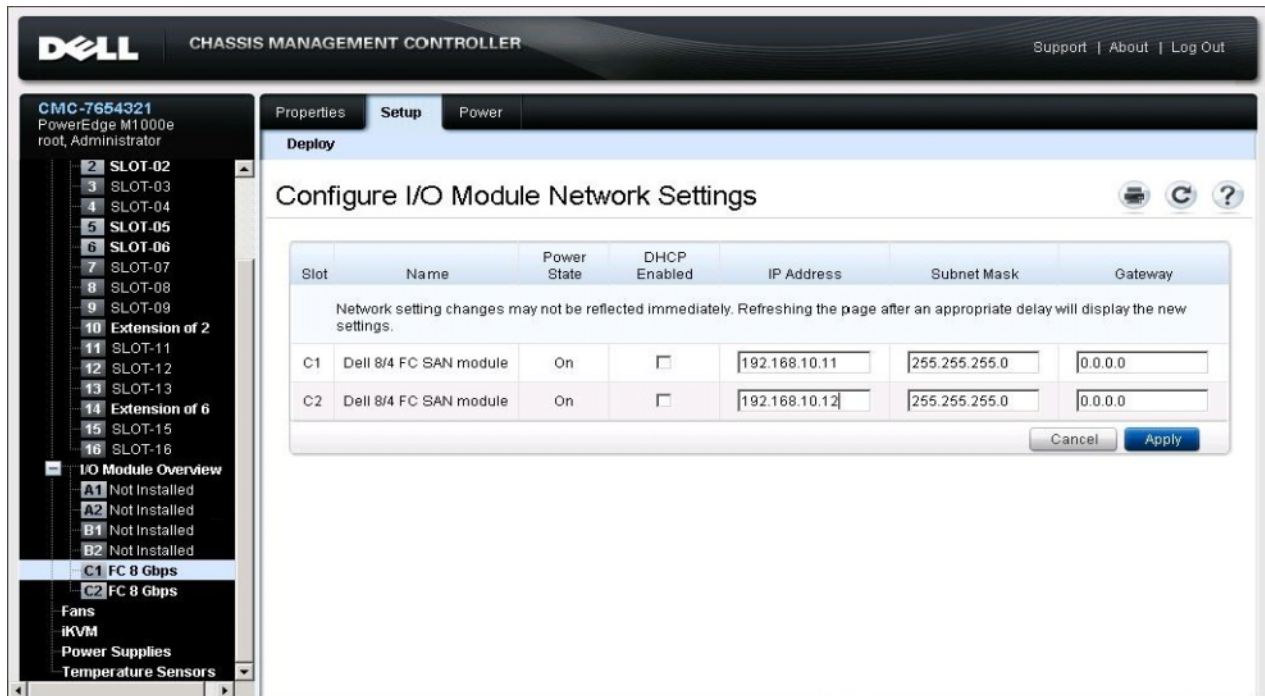 DELL
CHASSIS MANAGEMENT CONTROLLER
Support | About | Log Out
CMC-7654321
PowerEdge M1000e
root, Administrator
2 SLOT-02
3 SLOT-03
4 SLOT-04
5 SLOT-05
6 SLOT-06
7 SLOT-07
8 SLOT-08
9 SLOT-09
10 Extension of 2
11 SLOT-11
12 SLOT-12
13 SLOT-13
14 Extension of 6
15 SLOT-15
16 SLOT-16
I/O Module Overview
A1 Not Installed
A2 Not Installed
B1 Not Installed
B2 Not Installed
C1 FC 8 Gbps
C2 FC 8 Gbps
Fans
iKVM
Power Supplies
Temperature Sensors
Properties Setup Power
Deploy
Configure I/O Module Network Settings
?
Slot Name Power State DHCP Enabled IP Address Subnet Mask Gateway
Network setting changes may not be reflected immediately. Refreshing the page after an appropriate delay will display the new
settings.
C1 Dell 8/4 FC SAN module On 192.168.10.11 255.255.255.0 0.0.0.0
C2 Dell 8/4 FC SAN module On 192.168.10.12 255.255.255.0 0.0.0.0
Cancel Apply